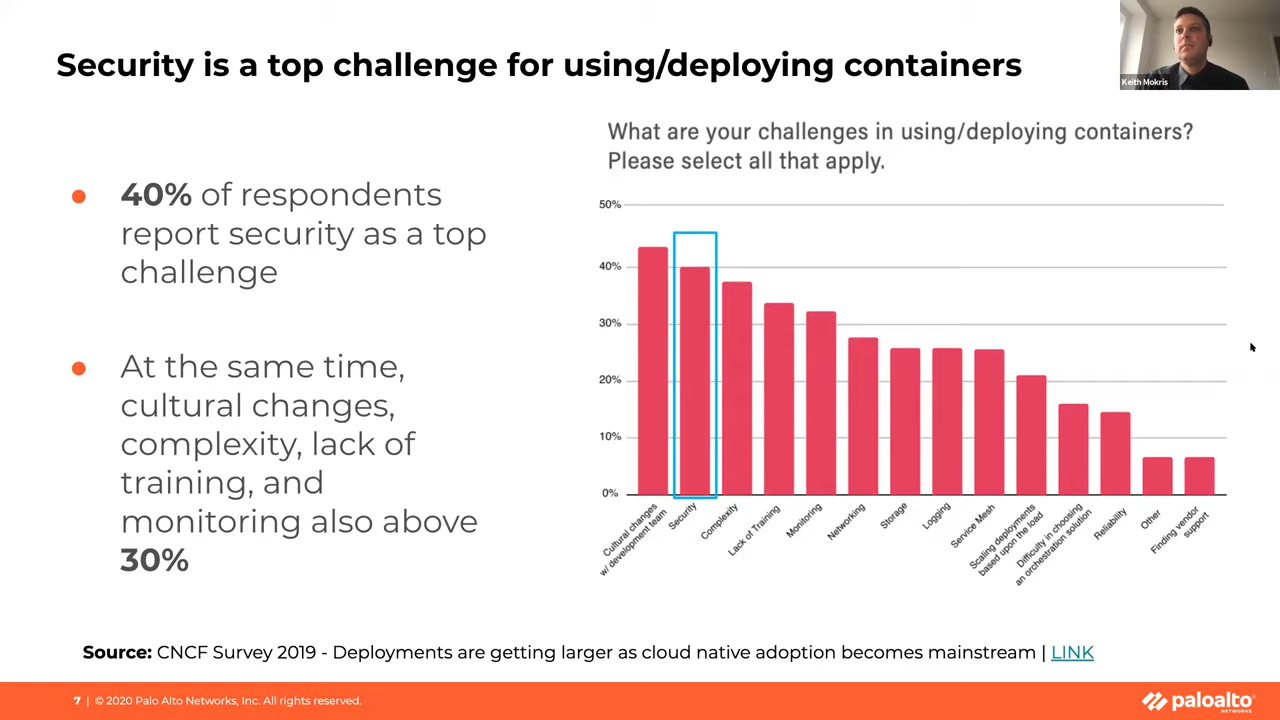 Security is a top challenge for using/deploying containers
Keith Mokris
● 40% of respondents
report security as a top
challenge
● At the same time,
cultural changes,
complexity, lack of
training, and
monitoring also above
30%
What are your challenges in using/deploying containers?
Please select all that apply.
50%
40%
30%
20%
10%
0%
Cultural changes
w/ development team
Security
Complexity
Lack of Training
Monitoring
Networking
Storage
Logging
Service Mesh
Scaling deployments
based upon the load
Difficulty in choosing
an orchestration solution
Reliability
Other
Finding vendor
support
Source: CNCF Survey 2019 - Deployments are getting larger as cloud native adoption becomes mainstream | LINK
7 | © 2020 Palo Alto Networks, Inc. All rights reserved.
paloalto
NETWORKS